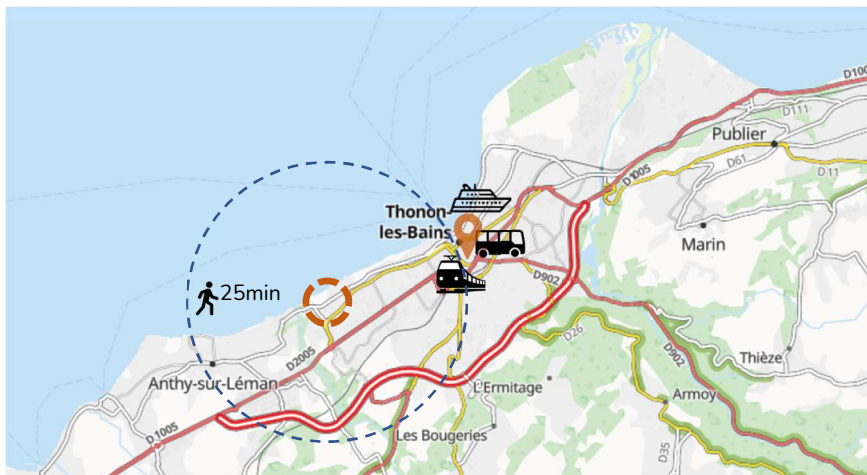 D1005
D100
D111
Publier
D61
D11
D1005
Thonon-
les-Bains
Marin
D902
25min
D2005
D26
D902
Thièze
Anthy-sur-Léman
L'Ermitage
Armoy
D1005
Les Bougeries
D35